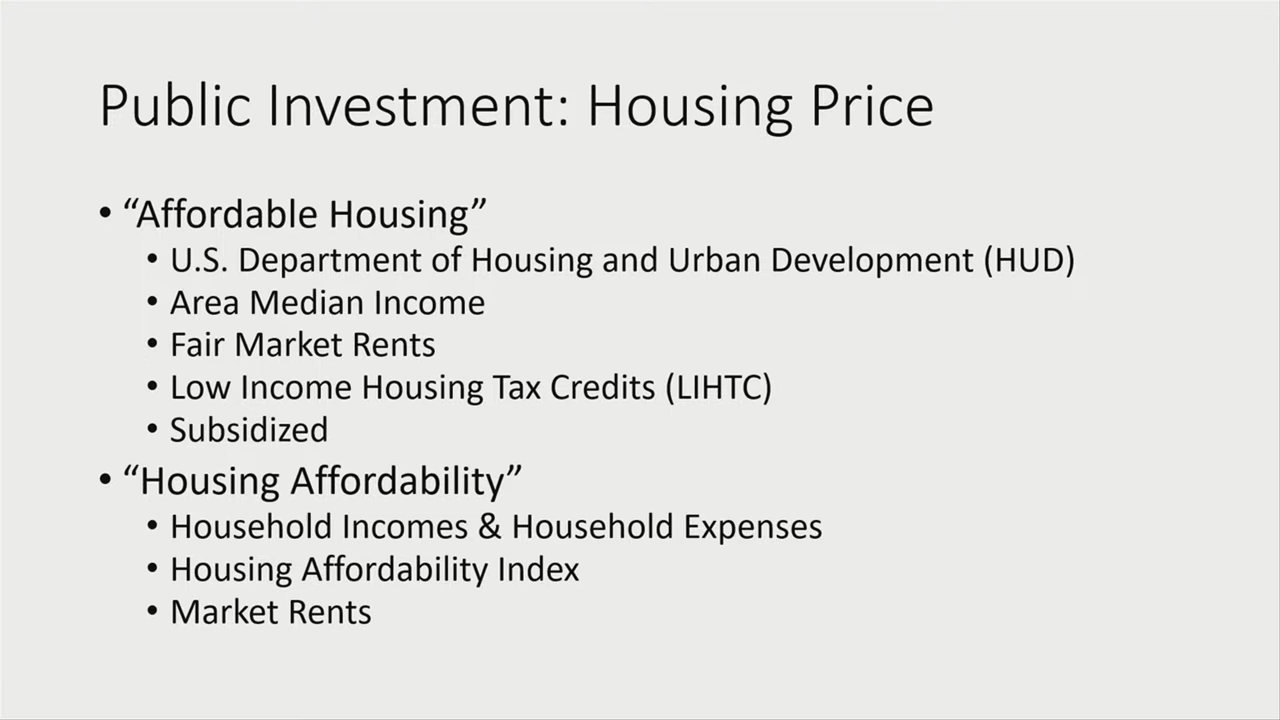 Public Investment: Housing Price
• “Affordable Housing”
• U.S. Department of Housing and Urban Development (HUD)
• Area Median Income
• Fair Market Rents
• Low Income Housing Tax Credits (LIHTC)
• Subsidized
• “Housing Affordability”
• Household Incomes & Household Expenses
• Housing Affordability Index
• Market Rents